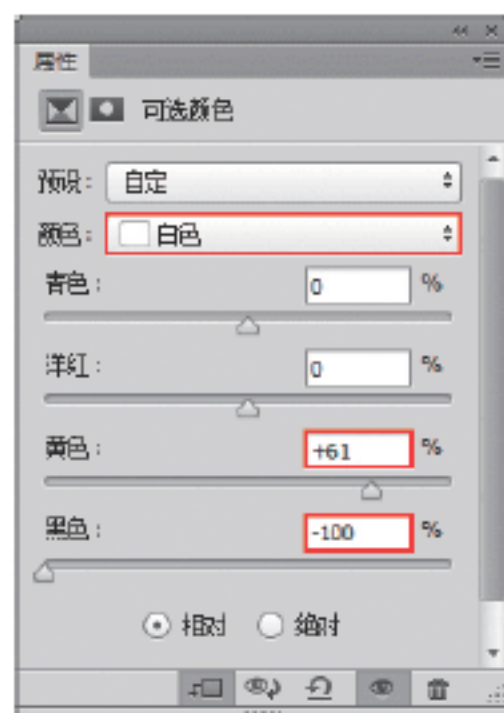 属性
可选颜色
预设: 自定
颜色: 白色
青色: 0 %
洋红: 0 %
黄色: +61 %
黑色: -100 %
相对 绝对